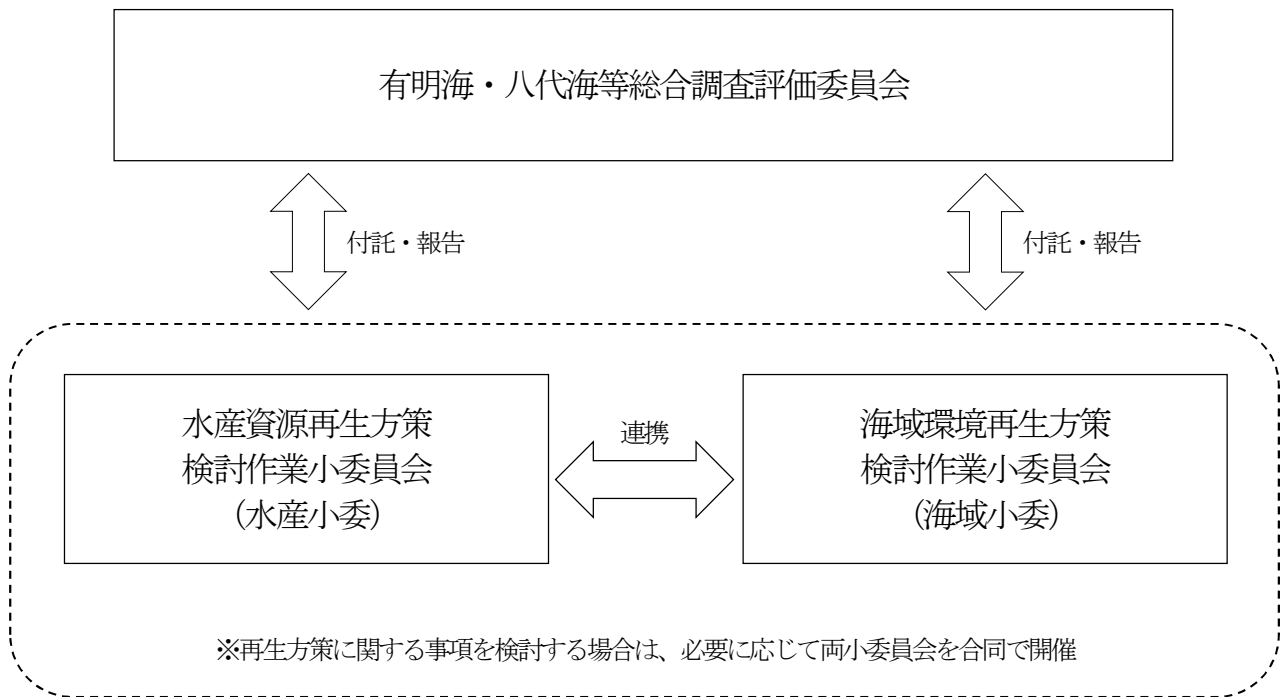 有明海・八代海等総合調査評価委員会
付託・報告
付託・報告
水産資源再生方策
検討作業小委員会
(水産小委)
連携
海域環境再生方策
検討作業小委員会
(海域小委)
※再生方策に関する事項を検討する場合は、必要に応じて両小委員会を合同で開催